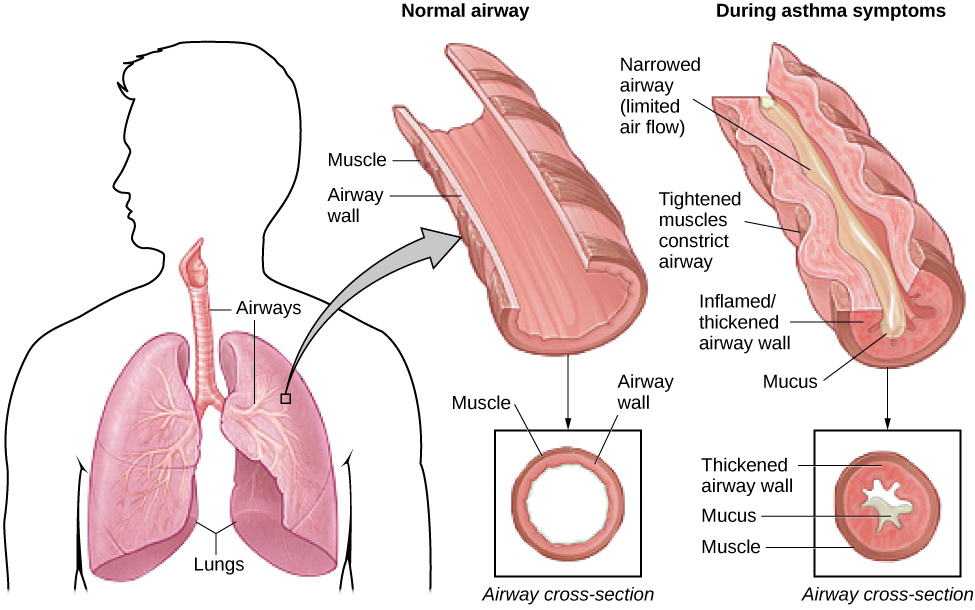 Normal airway
During asthma symptoms
Narrowed
airway
(limited
air flow)
Muscle
Airway
wall
Tightened
muscles
constrict
airway
Airways
Inflamed/
thickened
airway wall
Mucus
Muscle
Airway
wall
Thickened
airway wall
Mucus
Muscle
Lungs
Airway cross-section
Airway cross-section